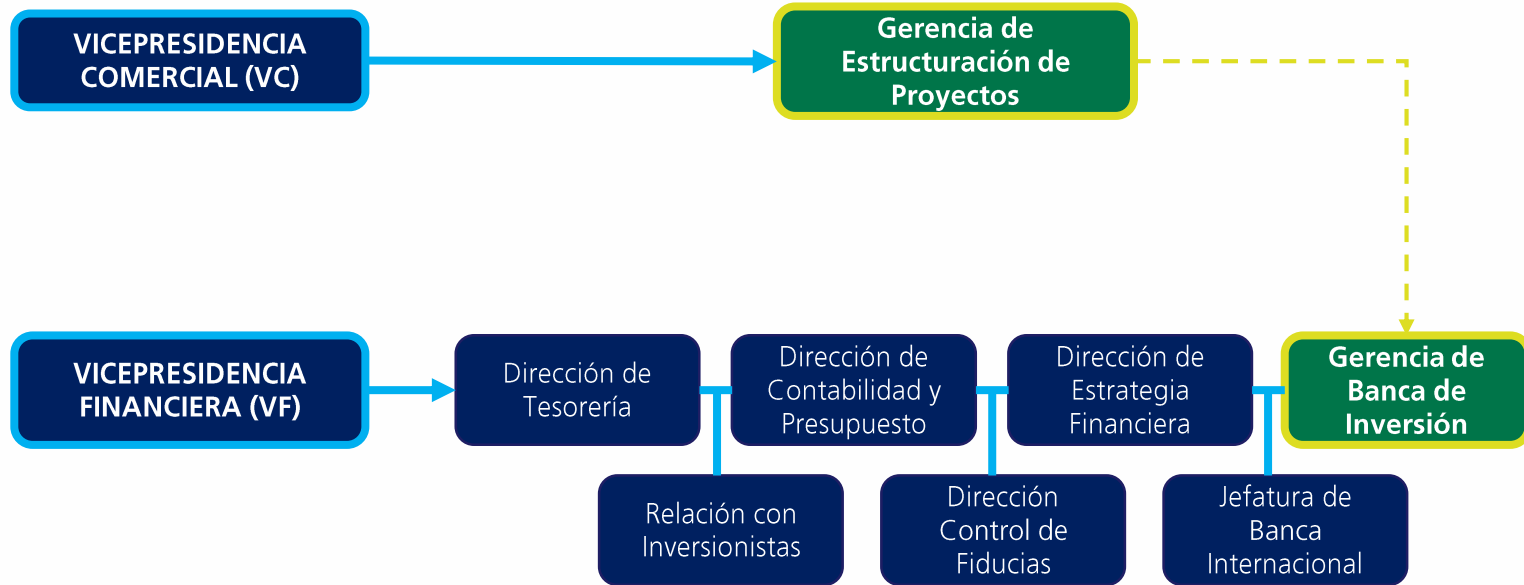 VICEPRESIDENCIA
COMERCIAL (VC)
Gerencia de
Estructuración de
Proyectos
VICEPRESIDENCIA
FINANCIERA (VF)
Dirección de
Tesorería
Dirección de
Contabilidad y
Presupuesto
Dirección de
Estrategia
Financiera
Gerencia de
Banca de
Inversión
Relación con
Inversionistas
Dirección
Control de
Fiducias
Jefatura de
Banca
Internacional